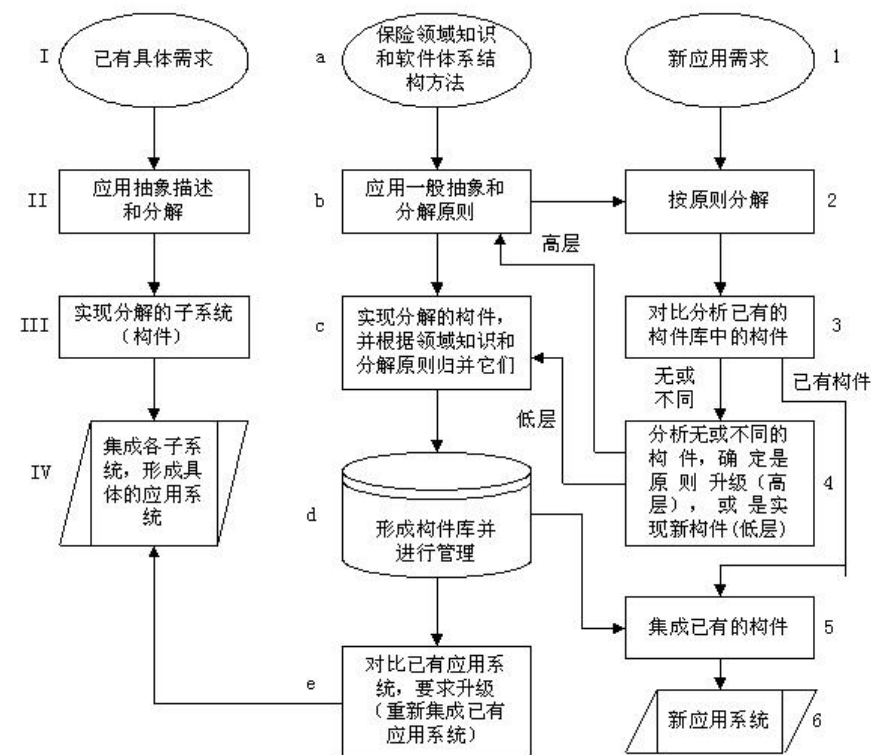 I
已有具体需求
a
保险领域知识
和软件体系结
构方法
新应用需求
1
II
应用抽象描述
和分解
b
应用一般抽象和
分解原则
按原则分解
2
高层
III
实现分解的子系统
（构件）
c
实现分解的构件，
并根据领域知识和
分解原则归并它们
对比分析已有的
构件库中的构件
3
无或
不同
已有构件
低层
IV
集成各子系
统，形成具
体的应用系
统
d
形成构件库并
进行管理
分析无或不同的
构 件，确 定是
原 则 升级（高
层），或 是实
现新构件(低层)
4
集成已有的构件
5
e
对比已有应用系
统，要求升级
（重新集成已有
应用系统）
新应用系统
6